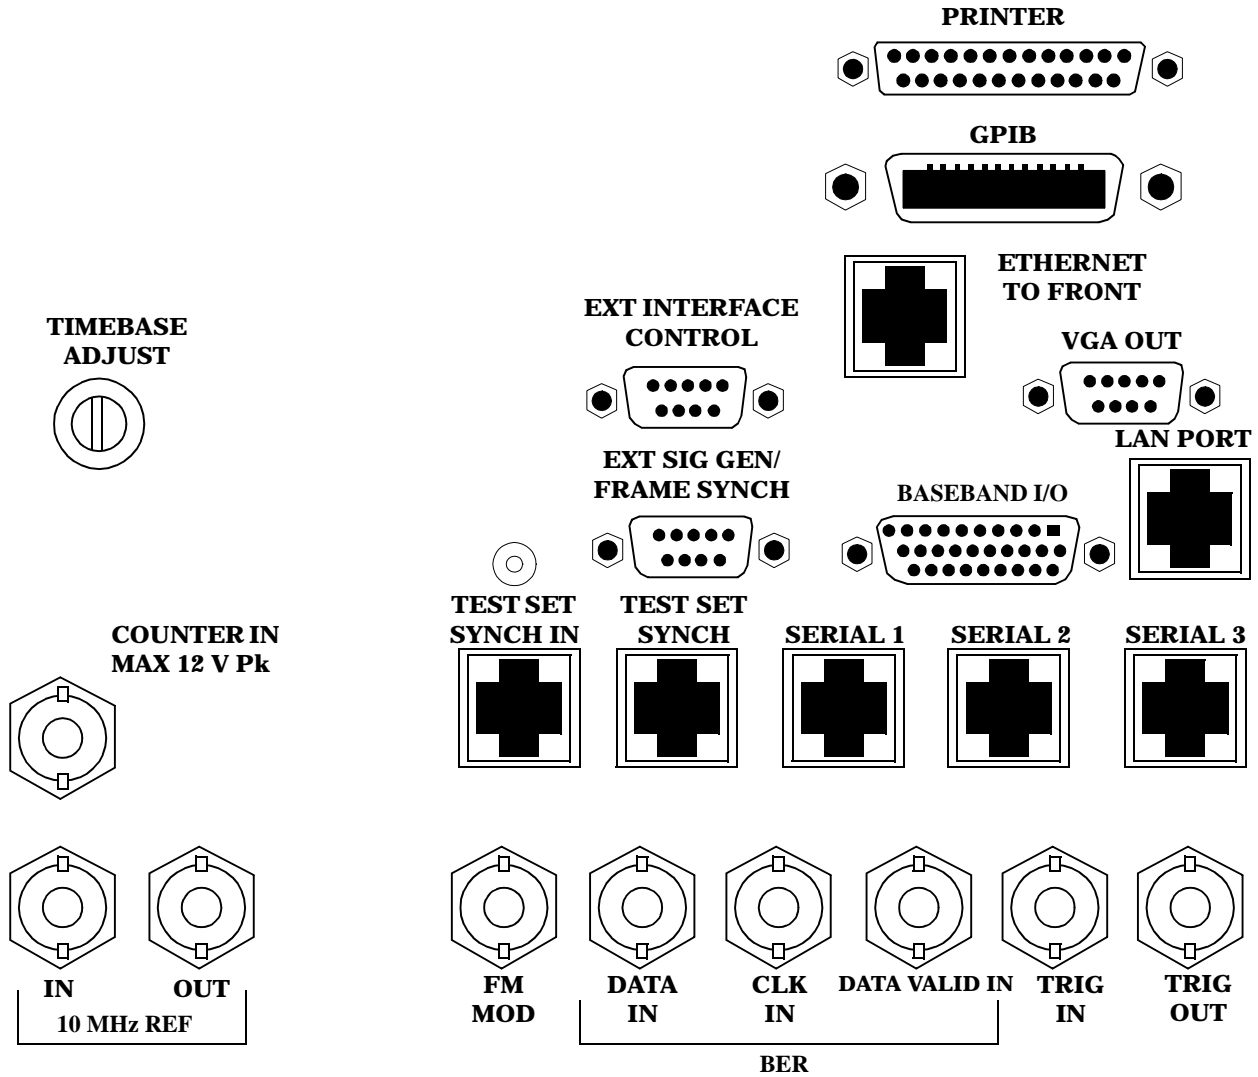 PRINTER
GPIB
ETHERNET
TO FRONT
EXT INTERFACE
CONTROL
TIMEBASE
ADJUST
VGA OUT
LAN PORT
EXT SIG GEN/
FRAME SYNCH
BASEBAND I/O
TEST SET
SYNCH IN
TEST SET
SYNCH
SERIAL 1
SERIAL 2
SERIAL 3
COUNTER IN
MAX 12 V Pk
IN
OUT
10 MHz REF
FM
MOD
DATA
IN
CLK
IN
DATA VALID IN
TRIG
IN
TRIG
OUT
BER